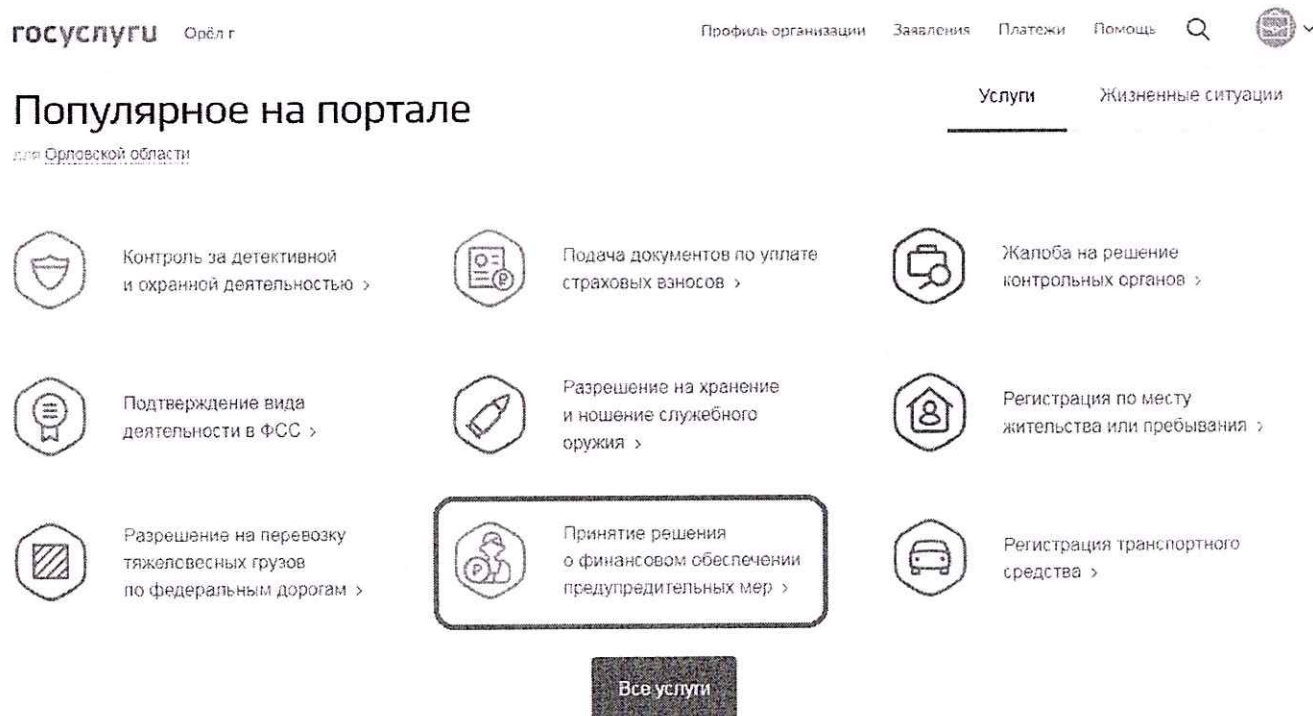 госуслуги Орёл г
Профиль организации Заявления Платежи Помощь
Популярное на портале
Услуги Жизненные ситуации
для Орловской области
Контроль за детективной
и охранной деятельностью >
Подача документов по уплате
страховых взносов >
Жалоба на решение
контрольных органов >
Подтверждение вида
деятельности в ФСС >
Разрешение на хранение
и ношение служебного
оружия >
Регистрация по месту
жительства или пребывания >
Разрешение на перевозку
тяжеловесных грузов
по федеральным дорогам >
Принятие решения
о финансовом обеспечении
предупредительных мер >
Регистрация транспортного
средства >
Все услуги